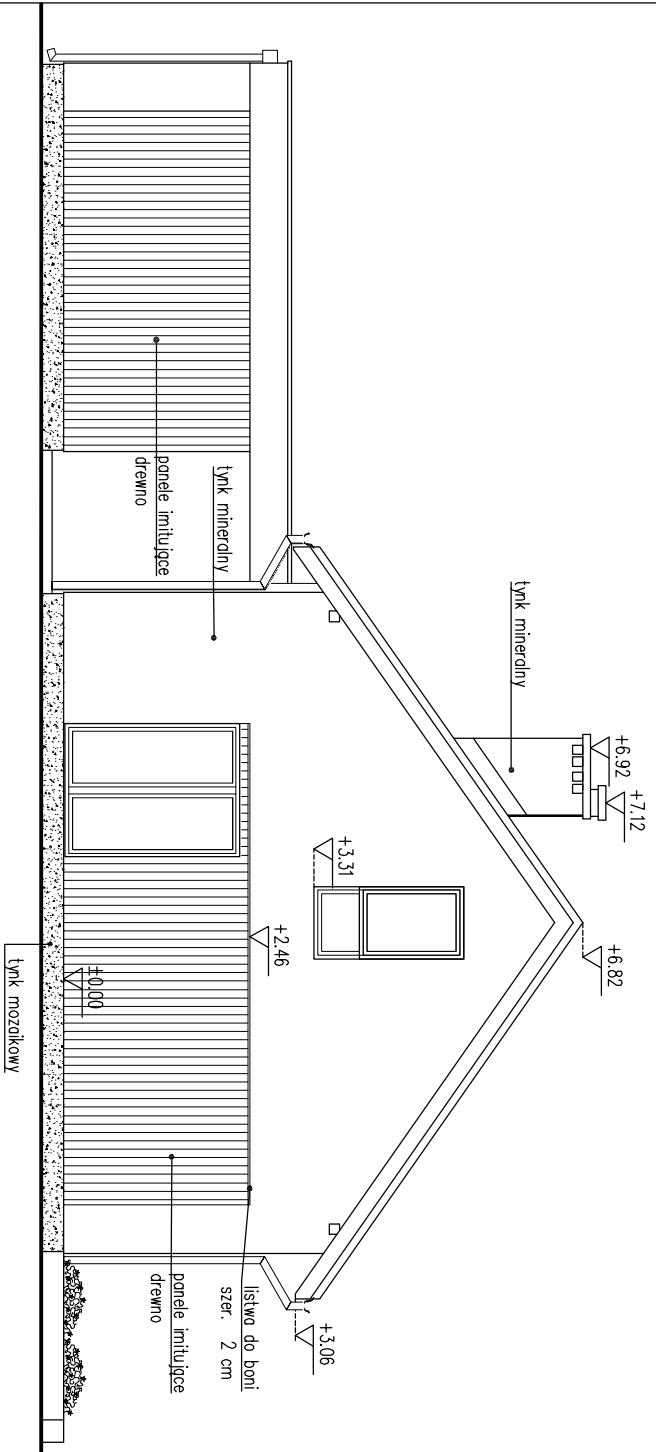 tynk mineralny
+6.92
+7.12
+6.82
+3.31
+2.46
±0.00
+3.06
tynk mineralny
panele imitujące
drewno
listwa do boni
szer. 2 cm
panele imitujące
drewno
tynk mozaikowy